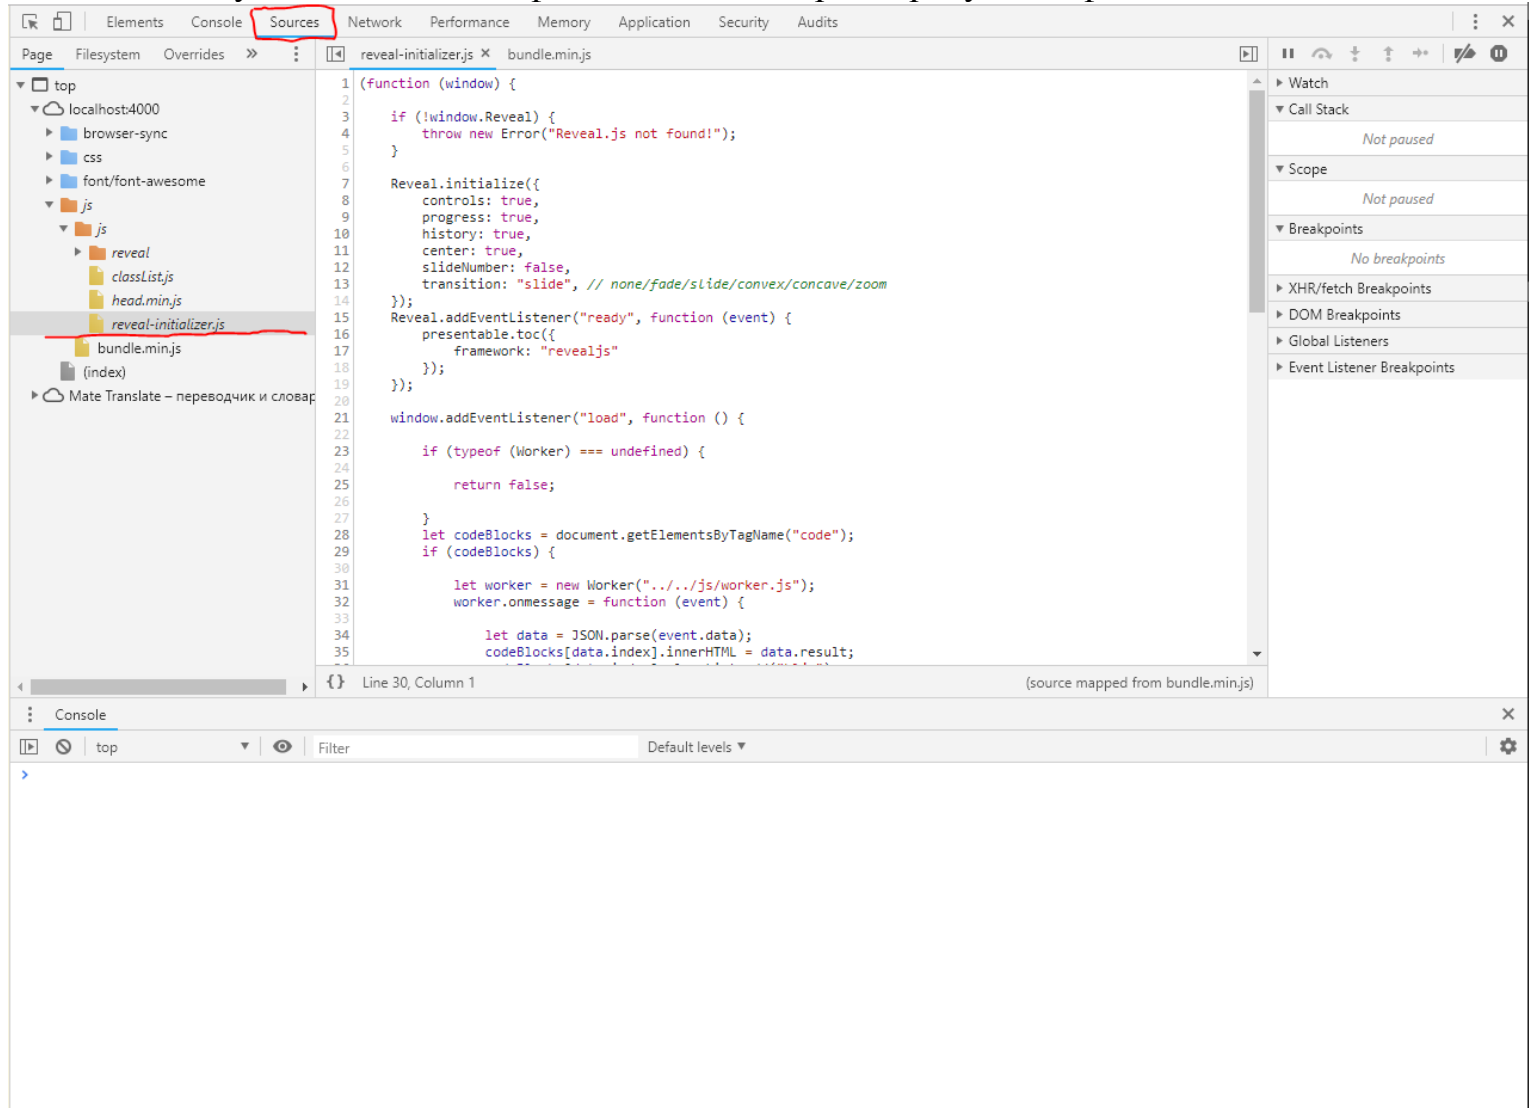 Elements Console Sources Network Performance Memory Application Security Audits
Page Filesystem Overrides »
reveal-initializer.js × bundle.min.js
top
localhost:4000
browser-sync
css
font/font-awesome
js
js
reveal
classList.js
head.min.js
reveal-initializer.js
bundle.min.js
(index)
Mate Translate – переводчик и словар
1 (function (window) {
2
3 if (!window.Reveal) {
4 throw new Error("Reveal.js not found!");
5 }
6
7 Reveal.initialize({
8 controls: true,
9 progress: true,
10 history: true,
11 center: true,
12 slideNumber: false,
13 transition: "slide", // none/fade/slide/convex/concave/zoom
14 });
15 Reveal.addEventListener("ready", function (event) {
16 presentable.toc({
17 framework: "revealjs"
18 });
19 });
20
21 window.addEventListener("load", function () {
22
23 if (typeof (Worker) === undefined) {
24
25 return false;
26
27 }
28 let codeBlocks = document.getElementsByTagName("code");
29 if (codeBlocks) {
30
31 let worker = new Worker("../../js/worker.js");
32 worker.onmessage = function (event) {
33
34 let data = JSON.parse(event.data);
35 codeBlocks[data.index].innerHTML = data.result;
{} Line 30, Column 1 (source mapped from bundle.min.js)
Watch
Call Stack
Not paused
Scope
Not paused
Breakpoints
No breakpoints
XHR/fetch Breakpoints
DOM Breakpoints
Global Listeners
Event Listener Breakpoints
Console
top Filter Default levels